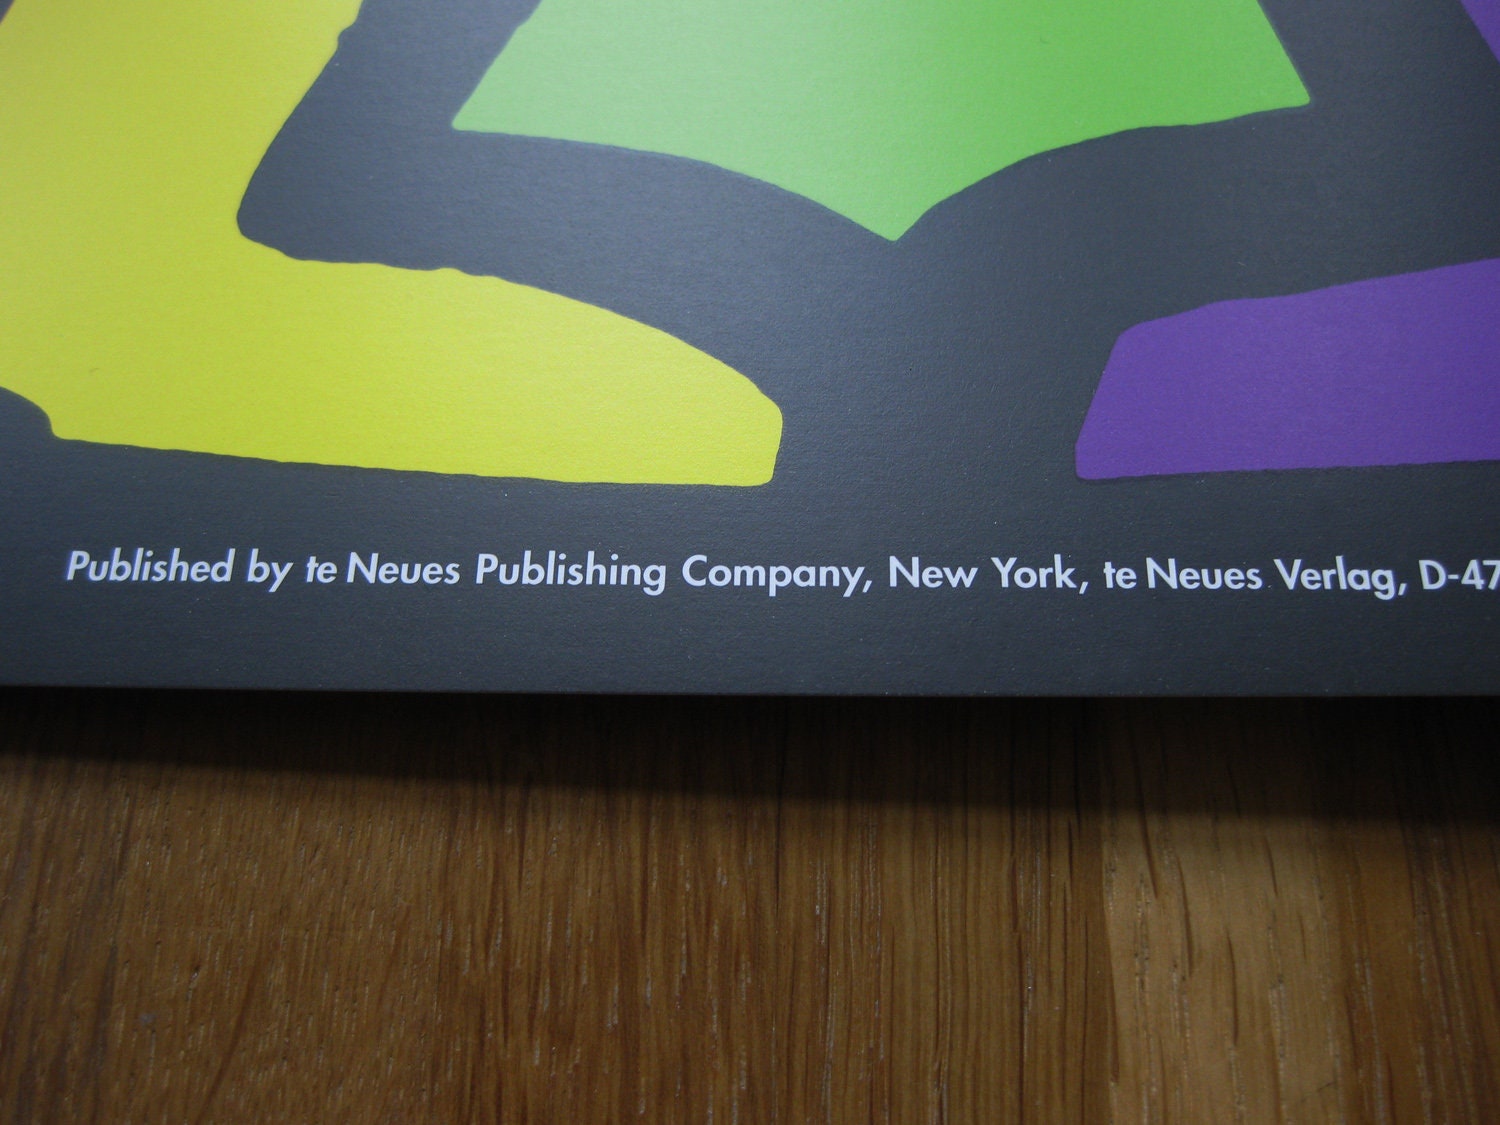 Published by te Neues Publishing Company, New York, te Neues Verlag, D-47